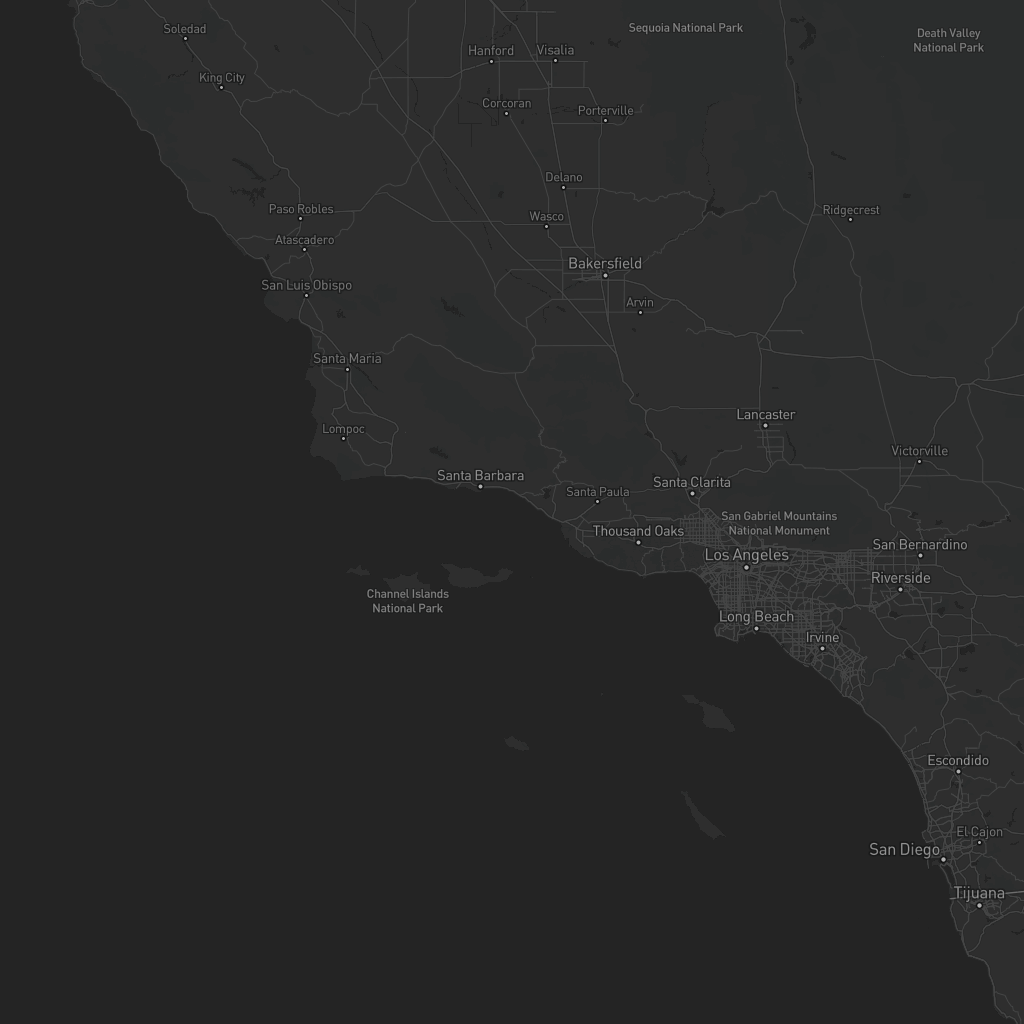 Sequoia National Park
Soledad
Death Valley
National Park
Hanford
Visalia
King City
Corcoran
Porterville
Delano
Paso Robles
Wasco
Ridgecrest
Atascadero
Bakersfield
San Luis Obispo
Arvin
Santa Maria
Lancaster
Lompoc
Victorville
Santa Barbara
Santa Clarita
Santa Paula
San Gabriel Mountains
National Monument
Thousand Oaks
San Bernardino
Los Angeles
Riverside
Channel Islands
National Park
Long Beach
Irvine
Escondido
El Cajon
San Diego
Tijuana